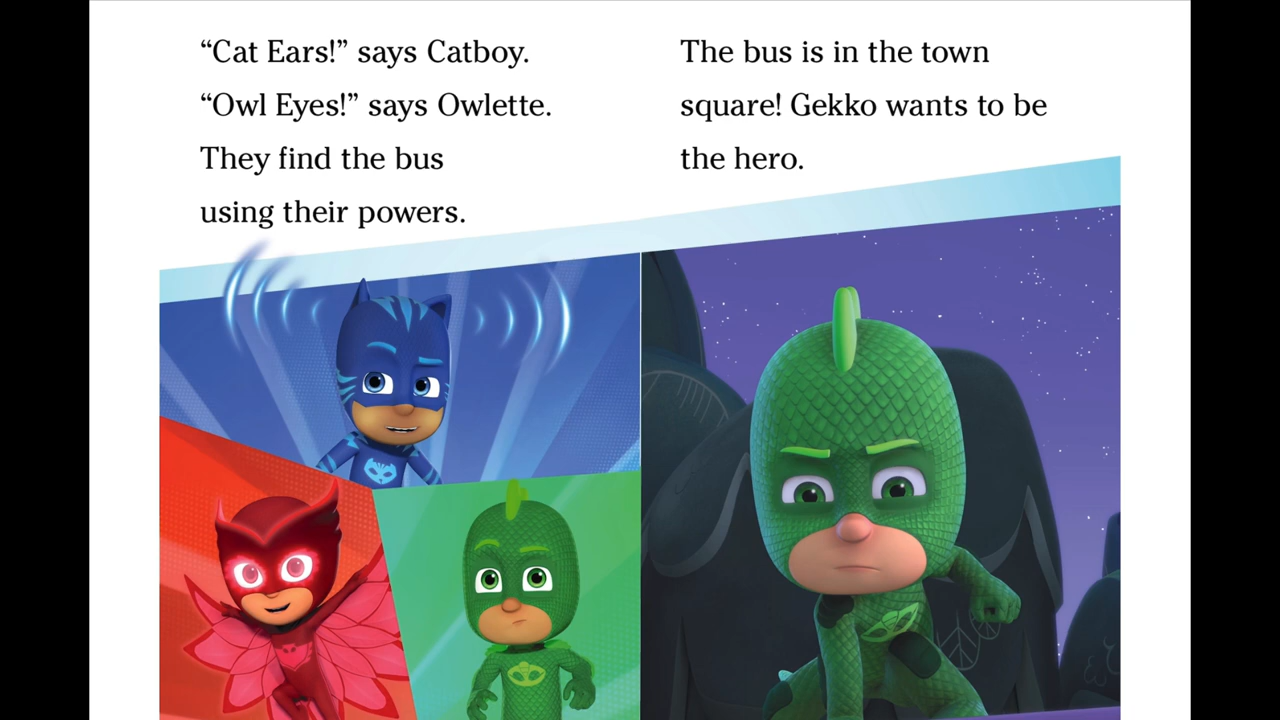 “Cat Ears!” says Catboy.
“Owl Eyes!” says Owlette.
They find the bus
using their powers.
The bus is in the town
square! Gekko wants to be
the hero.